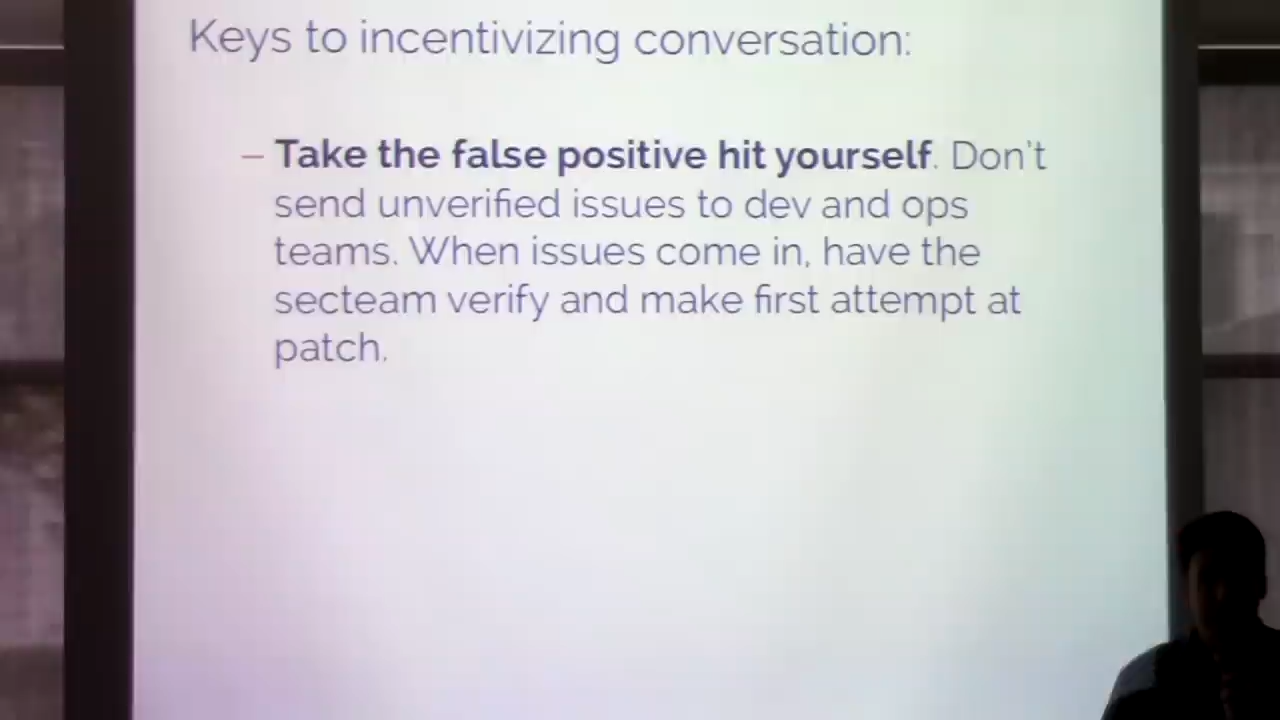 Keys to incentivizing conversation:
– Take the false positive hit yourself. Don't
send unverified issues to dev and ops
teams. When issues come in, have the
secteam verify and make first attempt at
patch.